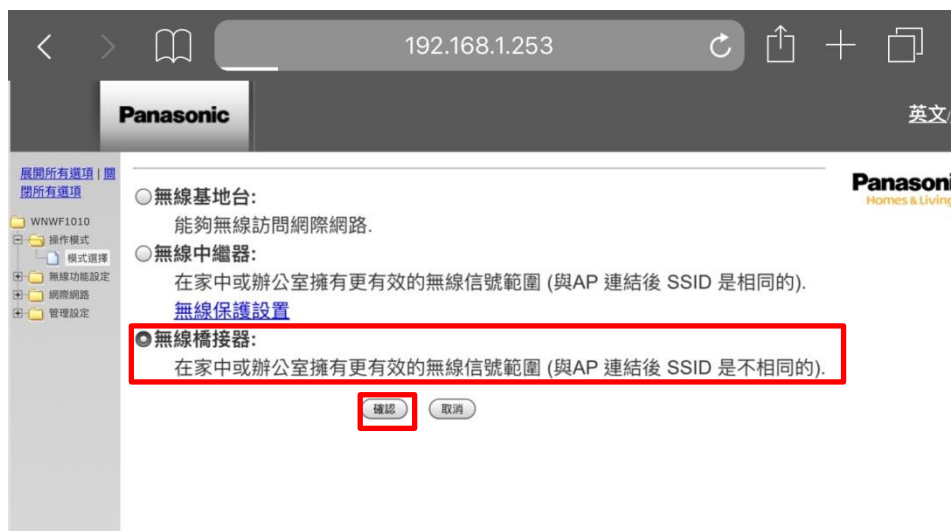 192.168.1.253
Panasonic
英文/
展開所有選項 | 關
閉所有選項
WNWF1010
操作模式
模式選擇
無線功能設定
網際網路
管理設定
無線基地台:
能夠無線訪問網際網路.
無線中繼器:
在家中或辦公室擁有更有效的無線信號範圍 (與AP 連結後 SSID 是相同的).
無線保護設置
無線橋接器:
在家中或辦公室擁有更有效的無線信號範圍 (與AP 連結後 SSID 是不相同的).
確認 取消
Panasoni
Homes & Living